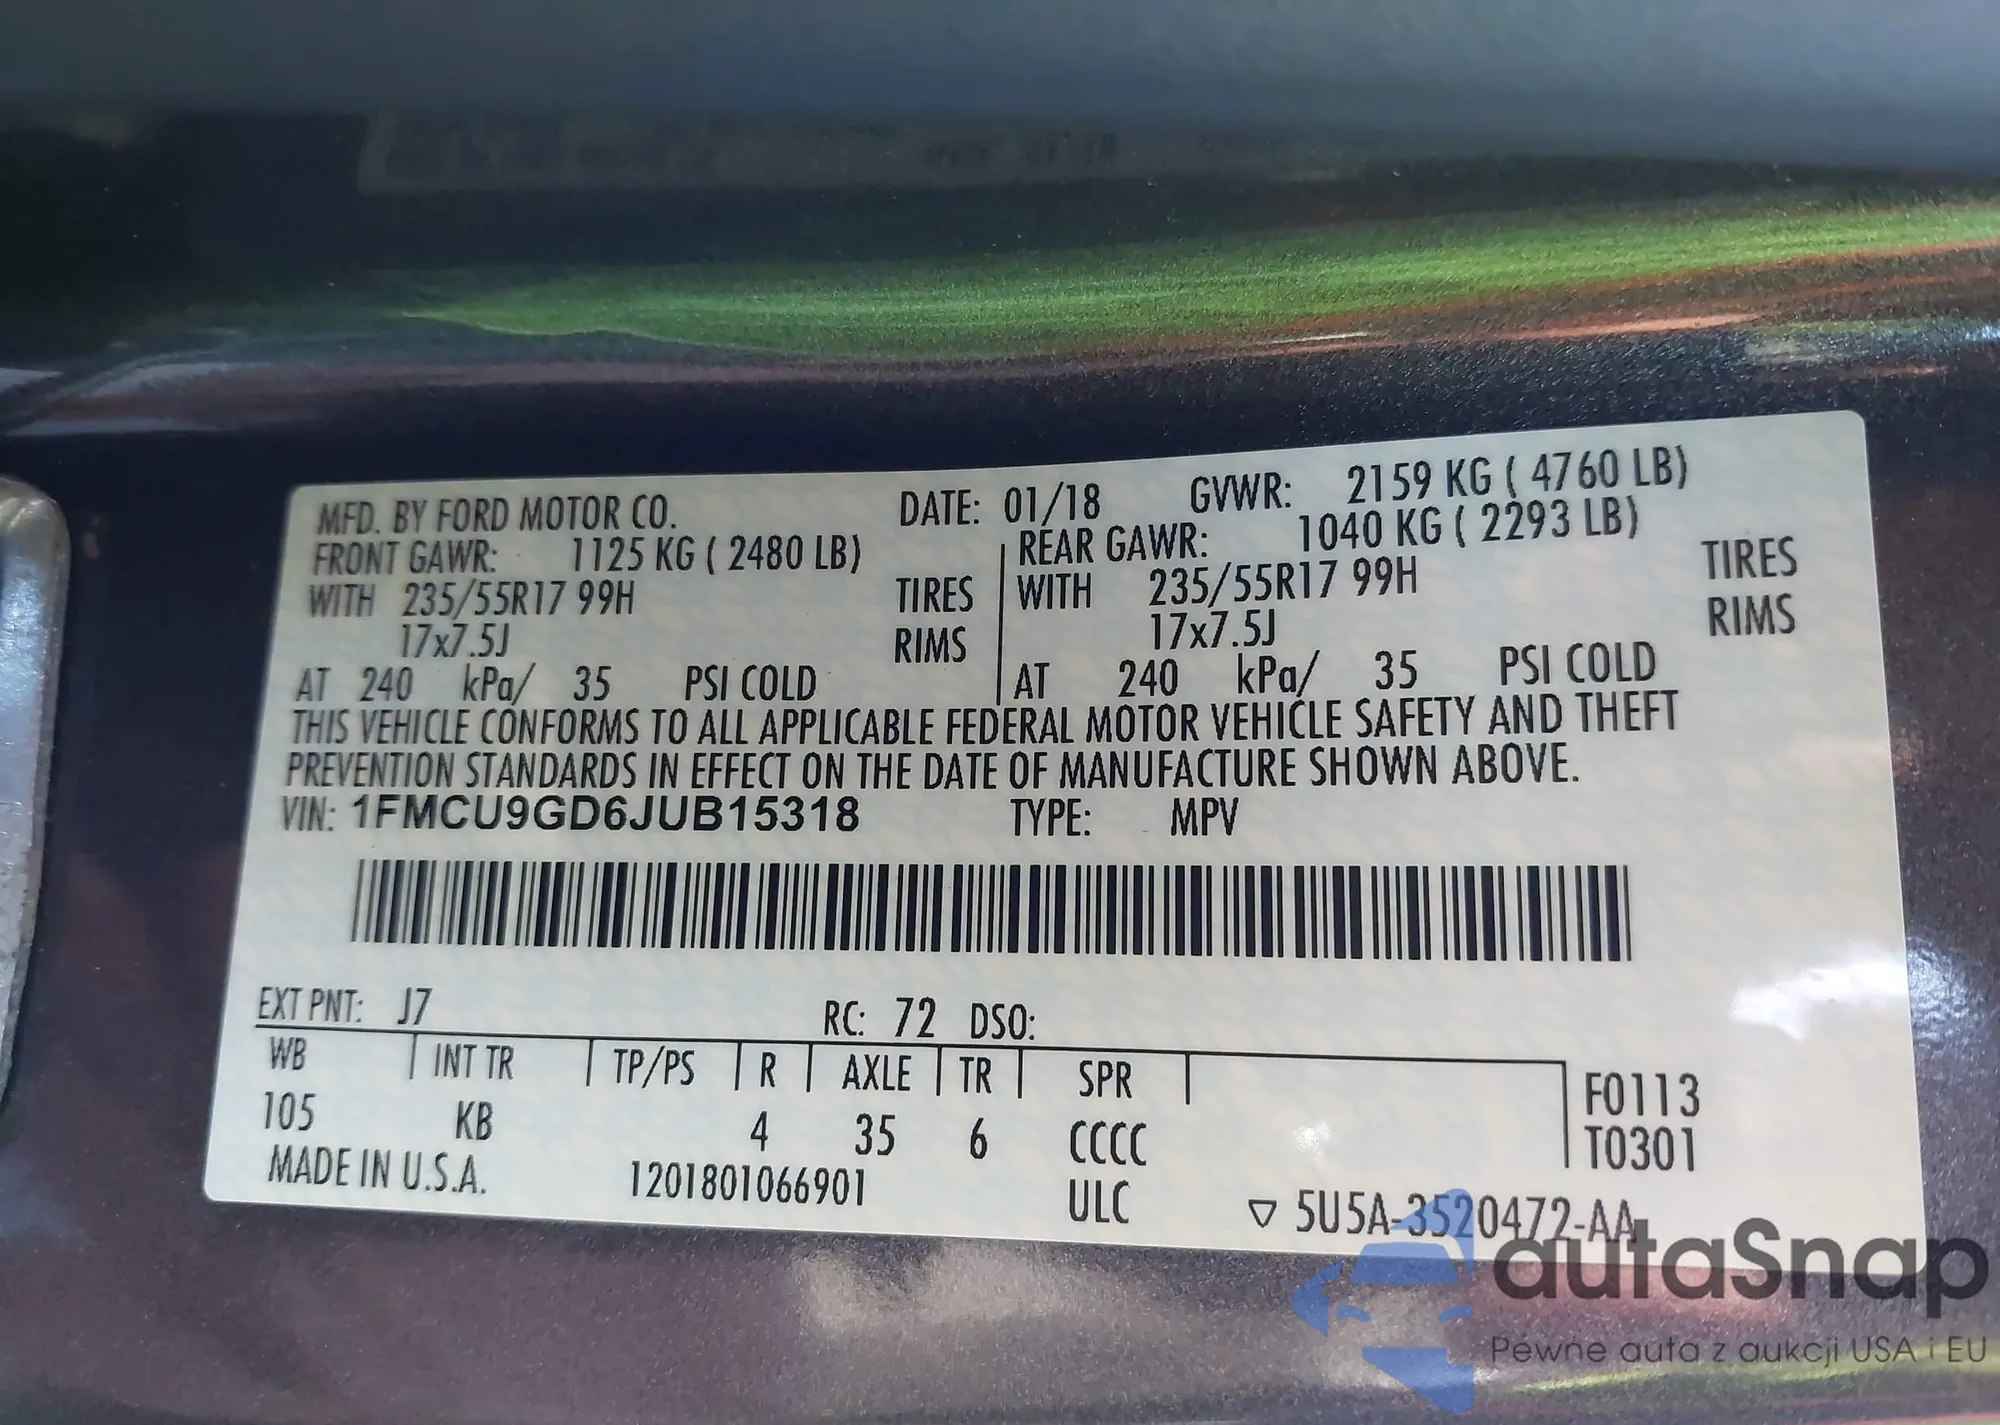 MFD. BY FORD MOTOR CO. DATE: 01/18 GVWR: 2159 KG ( 4760 LB)
FRONT GAWR: 1125 KG ( 2480 LB) REAR GAWR: 1040 KG ( 2293 LB)
WITH 235/55R17 99H TIRES WITH 235/55R17 99H TIRES
17x7.5J RIMS 17x7.5J RIMS
AT 240 kPa/ 35 PSI COLD AT 240 kPa/ 35 PSI COLD
THIS VEHICLE CONFORMS TO ALL APPLICABLE FEDERAL MOTOR VEHICLE SAFETY AND THEFT
PREVENTION STANDARDS IN EFFECT ON THE DATE OF MANUFACTURE SHOWN ABOVE.
VIN: 1FMCU9GD6JUB15318 TYPE: MPV
EXT PNT: J7 RC: 72 DSO:
WB INT TR TP/PS R AXLE TR SPR F0113
105 KB 4 35 6 CCCC T0301
MADE IN U.S.A. 1201801066901 ULC ▽ 5U5A-3520472-AA
autaSnap
Pewne auta z aukcji USA i EU